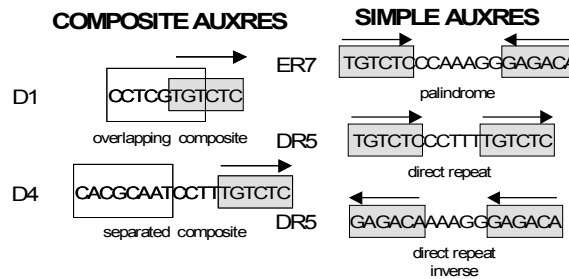 COMPOSITE AUXRES
D1
CCTCGTGTCTC
overlapping composite
D4
CACGCAATCCTTTGTCTC
separated composite
SIMPLE AUXRES
ER7
TGTCTCCCAAAGGGAGACA
palindrome
DR5
TGTCTCCCTTTTGTCTC
direct repeat
DR5
GAGACAAAAGGGAGACA
direct repeat
inverse